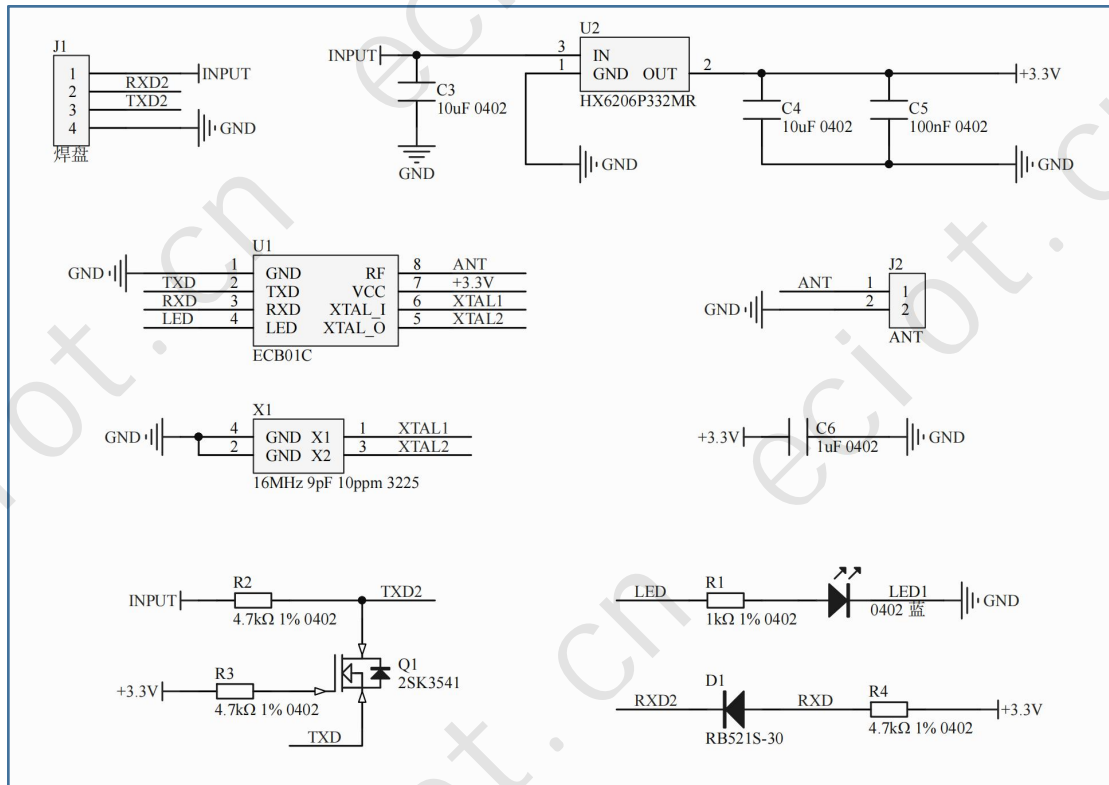 J1
1
INPUT
2
RXD2
3
TXD2
4
GND
焊盘
INPUT
C3
10uF 0402
GND
U2
3
IN
1
GND
OUT
2
HX6206P332MR
GND
C4
10uF 0402
C5
100nF 0402
+3.3V
GND
U1
GND
1
GND
RF
8
ANT
TXD
2
TXD
VCC
7
+3.3V
RXD
3
RXD
XTAL_I
6
XTAL1
LED
4
LED
XTAL_O
5
XTAL2
ECB01C
J2
ANT
1
1
GND
2
2
ANT
X1
GND
4
GND
X1
1
XTAL1
2
GND
X2
3
XTAL2
16MHz 9pF 10ppm 3225
+3.3V
C6
1uF 0402
GND
INPUT
R2
4.7kΩ 1% 0402
TXD2
+3.3V
R3
4.7kΩ 1% 0402
Q1
2SK3541
TXD
LED
R1
1kΩ 1% 0402
LED1
0402 蓝
GND
RXD2
D1
RB521S-30
RXD
R4
4.7kΩ 1% 0402
+3.3V
eciot.cn